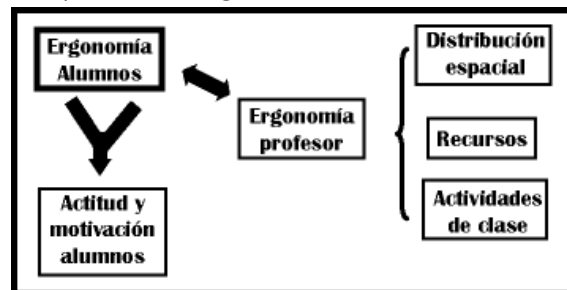 Ergonomía
Alumnos
Distribución
espacial
Ergonomía
profesor
Recursos
Actitud y
motivación
alumnos
Actividades
de clase